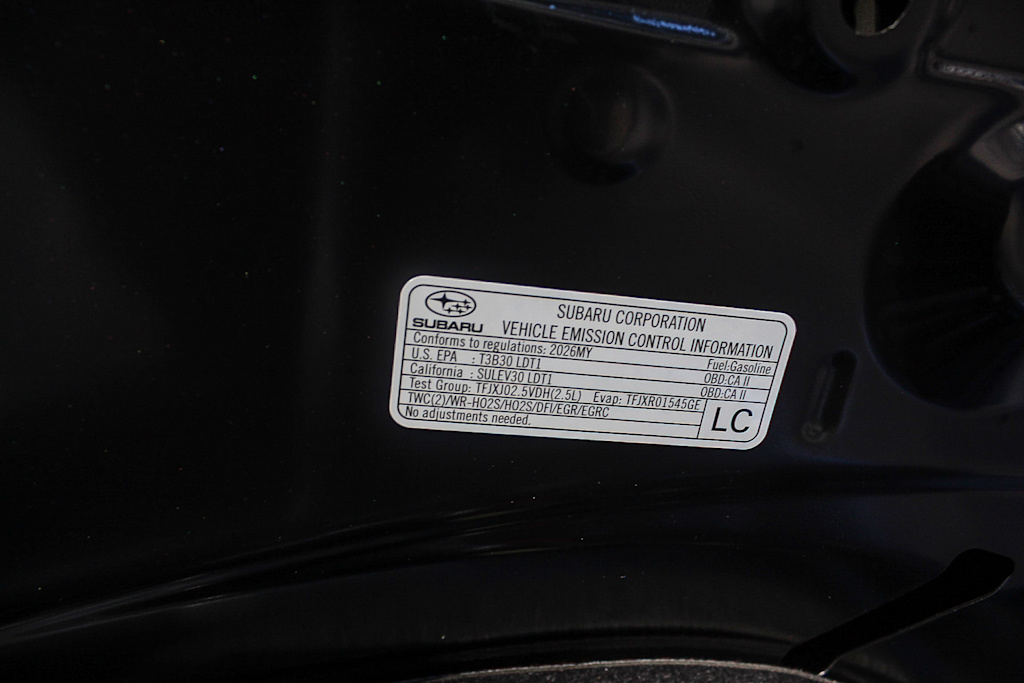 SUBARU
SUBARU CORPORATION
VEHICLE EMISSION CONTROL INFORMATION
Conforms to regulations: 2026MY Fuel:Gasoline
U.S. EPA : T3B30 LDT1 OBD:CA II
California : SULEV30 LDT1 OBD:CA II
Test Group: TFJXJ02.5VDH(2.5L) Evap: TFJXR01545GE
TWC(2)/WR-HO2S/HO2S/DFI/EGR/EGRC
No adjustments needed.
LC